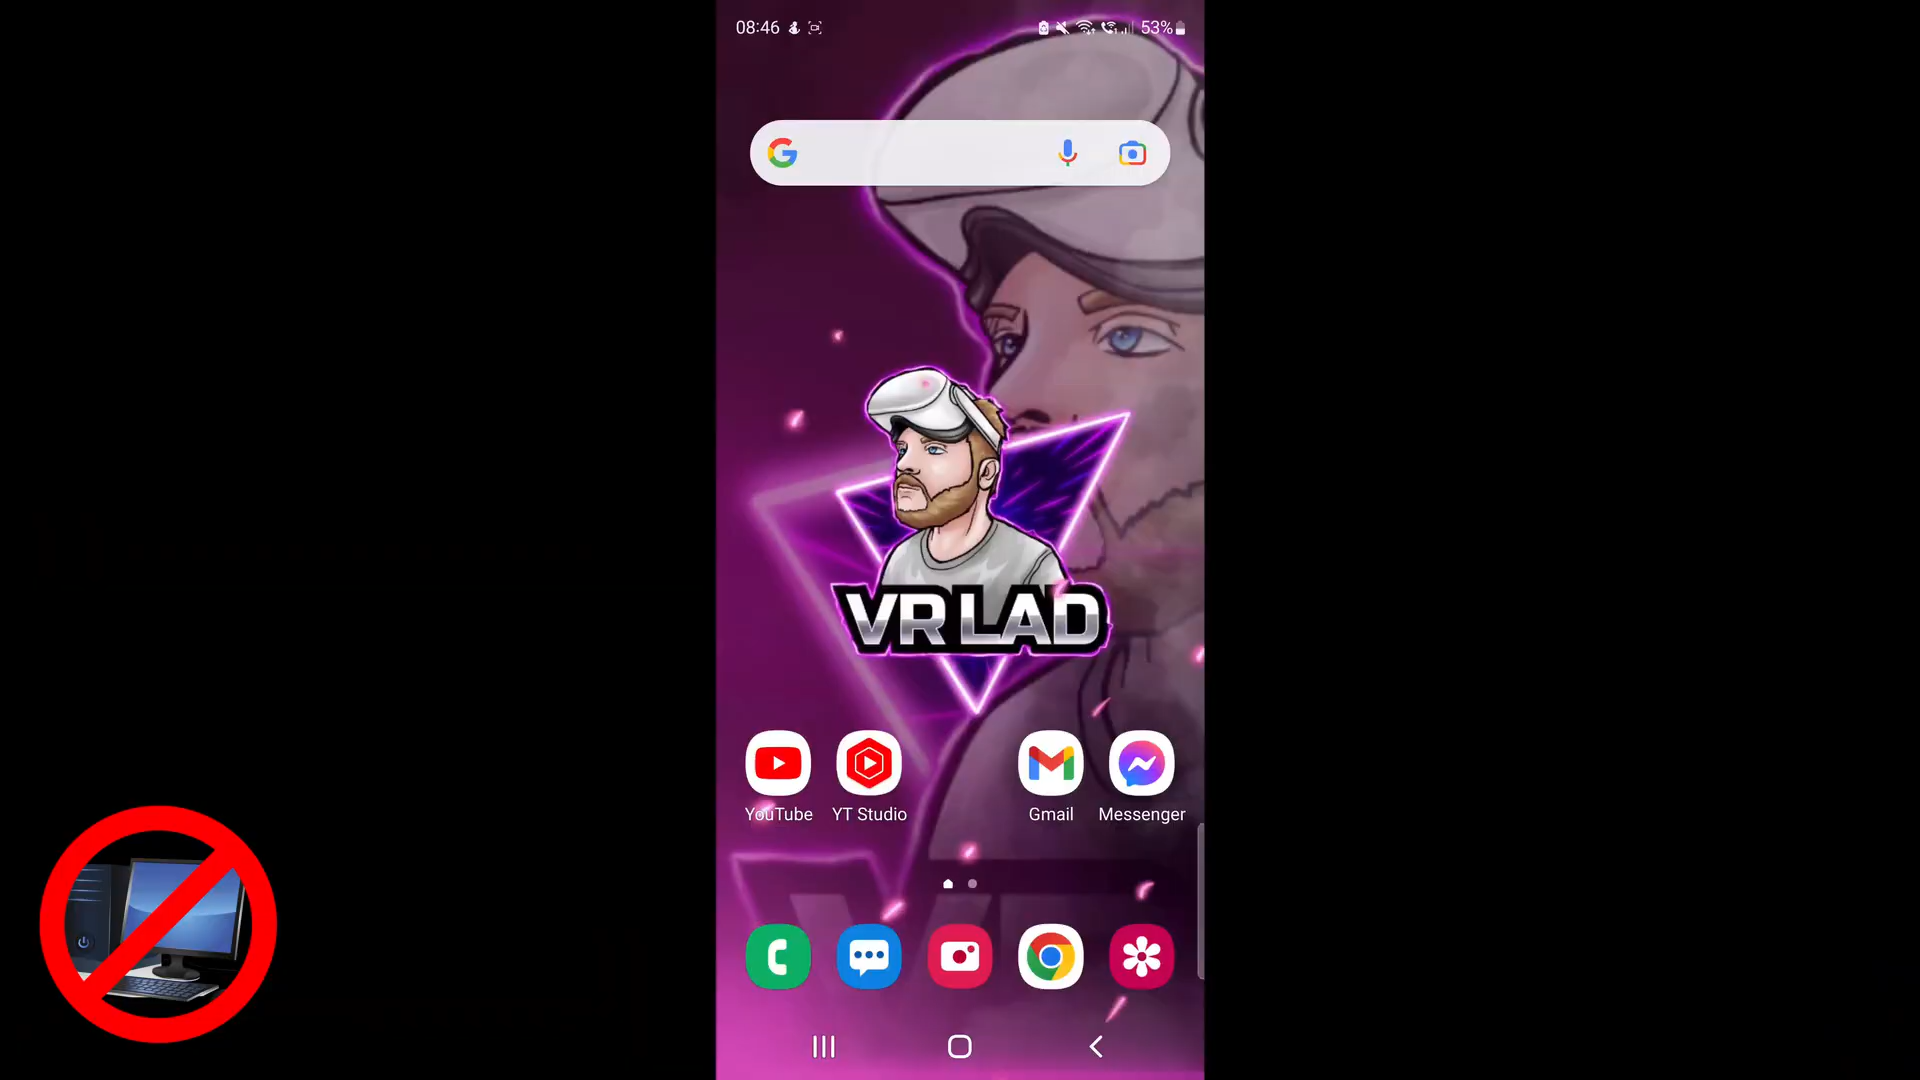 08:46
53%
VR LAD
YouTube
YT Studio
Gmail
Messenger